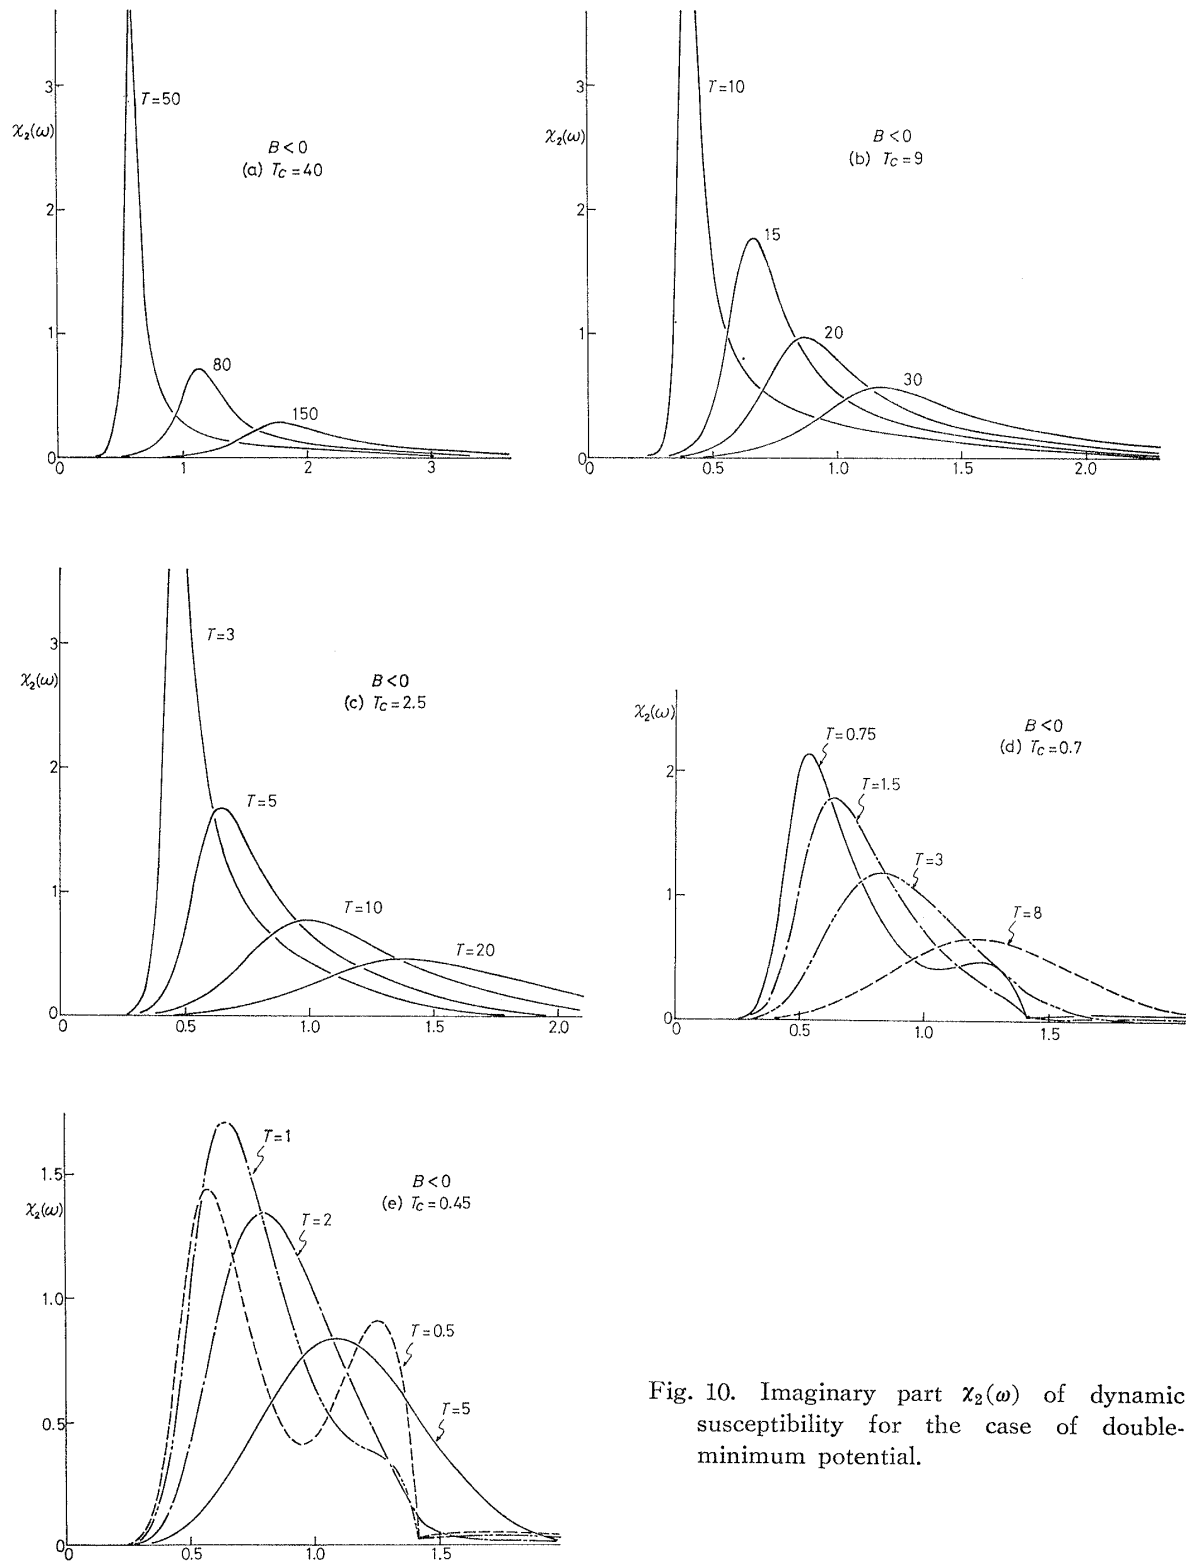 3
T=50
χ₂(ω)
B<0
(a) Tc=40
2
1
80
150
0
0
1
2
3
3
T=10
χ₂(ω)
B<0
(b) Tc=9
2
15
1
20
30
0
0
0.5
1.0
1.5
2.0
3
T=3
χ₂(ω)
B<0
(c) Tc=2.5
2
T=5
1
T=10
T=20
0
0
0.5
1.0
1.5
2.0
χ₂(ω)
B<0
(d) Tc=0.7
T=0.75
2
T=1.5
T=3
1
T=8
0
0
0.5
1.0
1.5
T=1
1.5
B<0
(e) Tc=0.45
χ₂(ω)
T=2
1.0
T=0.5
0.5
T=5
0
0
0.5
1.0
1.5
Fig. 10. Imaginary part χ₂(ω) of dynamic
susceptibility for the case of double-
minimum potential.